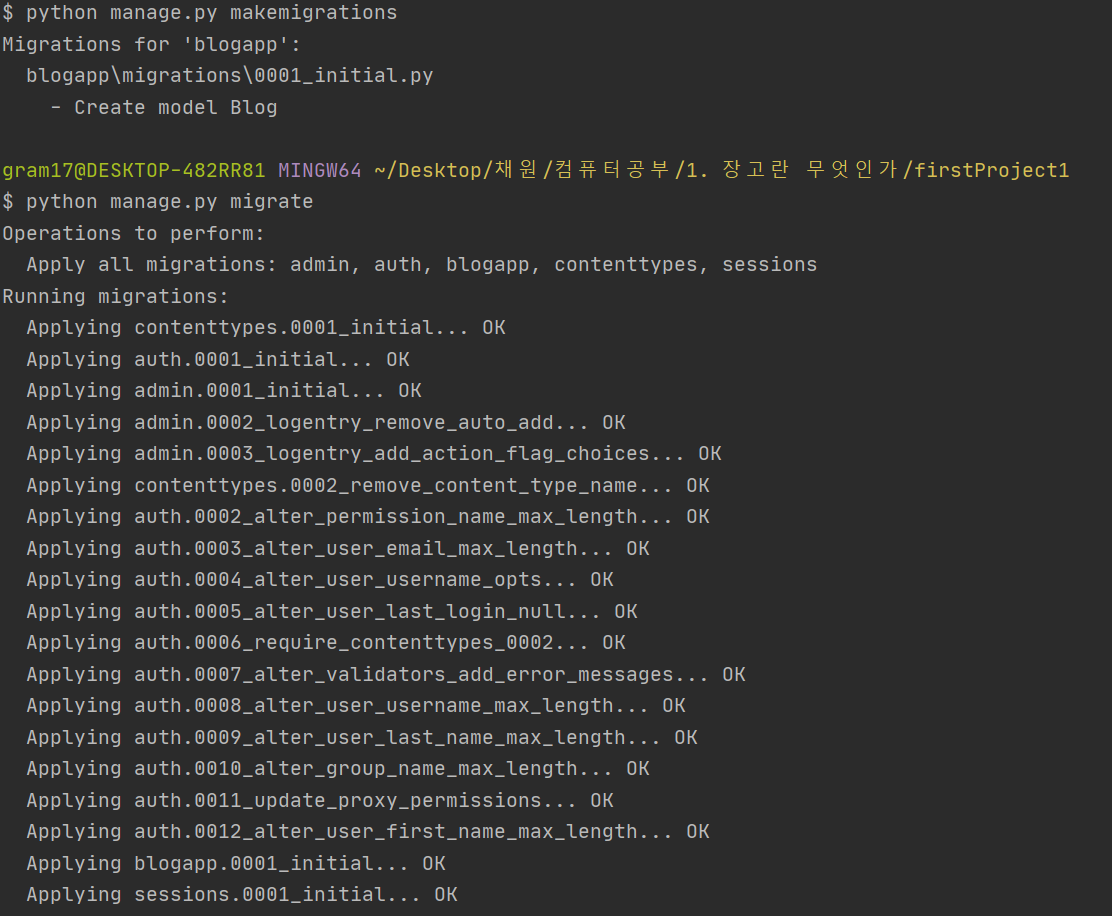 $ python manage.py makemigrations
Migrations for 'blogapp':
blogapp\migrations\0001_initial.py
- Create model Blog
gram17@DESKTOP-482RR81 MINGW64 ~/Desktop/채원/컴퓨터공부/1. 장고란 무엇인가/firstProject1
$ python manage.py migrate
Operations to perform:
Apply all migrations: admin, auth, blogapp, contenttypes, sessions
Running migrations:
Applying contenttypes.0001_initial... OK
Applying auth.0001_initial... OK
Applying admin.0001_initial... OK
Applying admin.0002_logentry_remove_auto_add... OK
Applying admin.0003_logentry_add_action_flag_choices... OK
Applying contenttypes.0002_remove_content_type_name... OK
Applying auth.0002_alter_permission_name_max_length... OK
Applying auth.0003_alter_user_email_max_length... OK
Applying auth.0004_alter_user_username_opts... OK
Applying auth.0005_alter_user_last_login_null... OK
Applying auth.0006_require_contenttypes_0002... OK
Applying auth.0007_alter_validators_add_error_messages... OK
Applying auth.0008_alter_user_username_max_length... OK
Applying auth.0009_alter_user_last_name_max_length... OK
Applying auth.0010_alter_group_name_max_length... OK
Applying auth.0011_update_proxy_permissions... OK
Applying auth.0012_alter_user_first_name_max_length... OK
Applying blogapp.0001_initial... OK
Applying sessions.0001_initial... OK